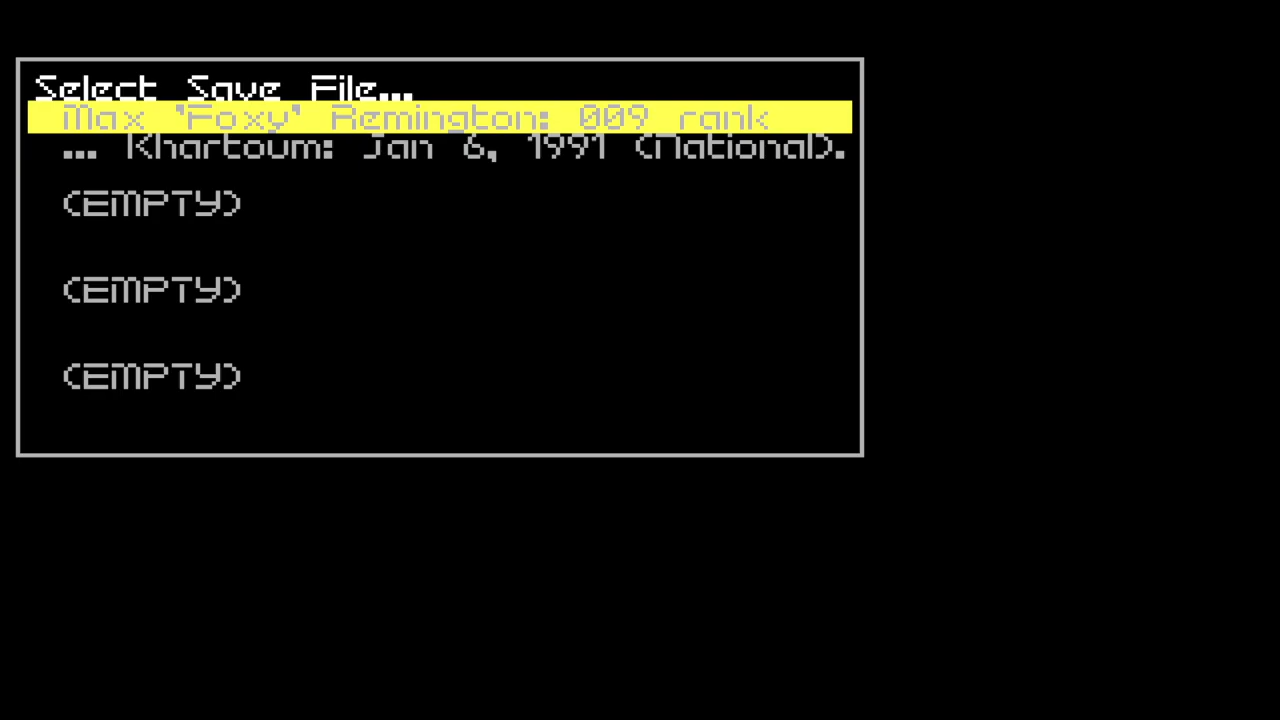 Select Save File...
Max 'Foxy' Remington: 009 rank
... Khartoum: Jan 6, 1991 (National).
(EMPTY)
(EMPTY)
(EMPTY)